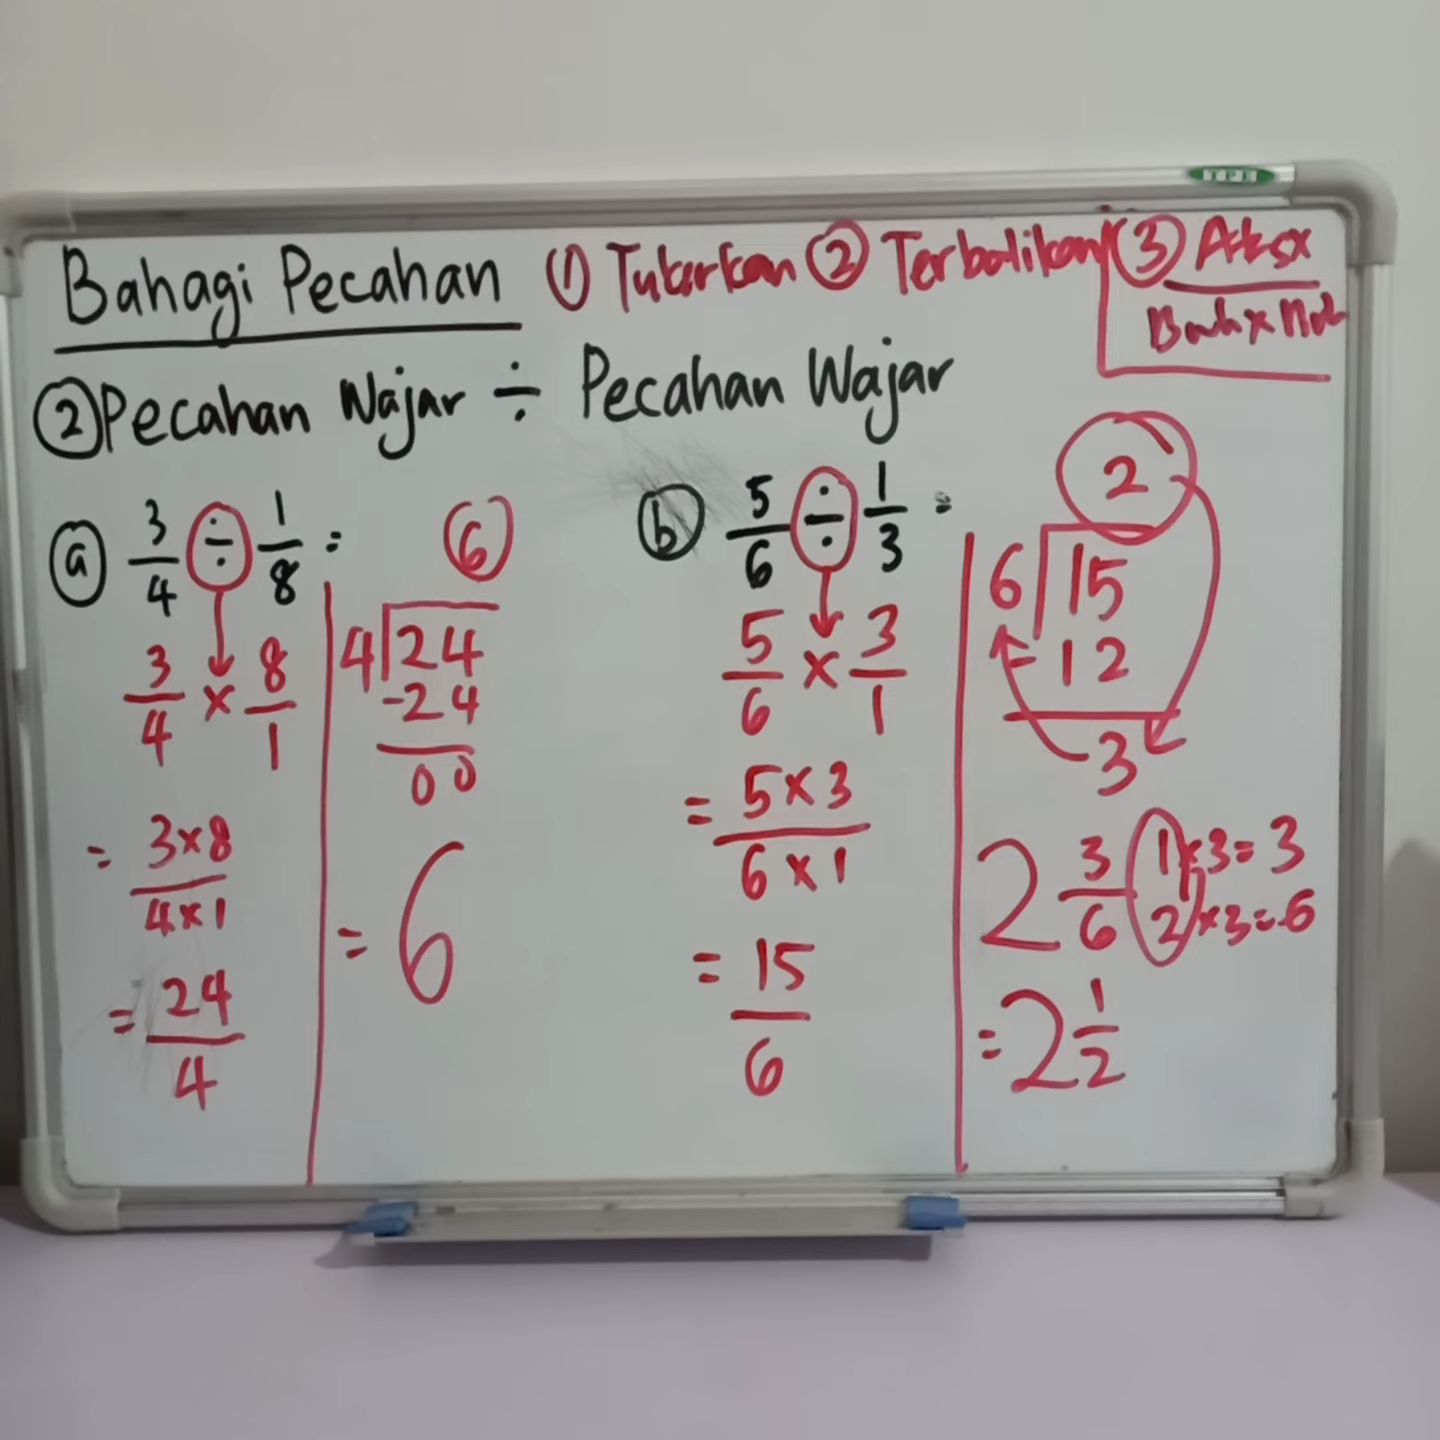 Bahagi Pecahan ① Tukarkan ② Terbalikan ③
② Pecahan Wajar ÷ Pecahan Wajar
ⓐ 3/4 ÷ 1/8 =
3/4 × 8/1
= 3×8 / 4×1
= 24/4
6
4)24
-24
00
= 6
ⓑ 5/6 ÷ 1/3 =
5/6 × 3/1
= 5×3 / 6×1
= 15/6
2
6)15
-12
3
2 3/6 1×3=3
2×3=6
= 2 1/2